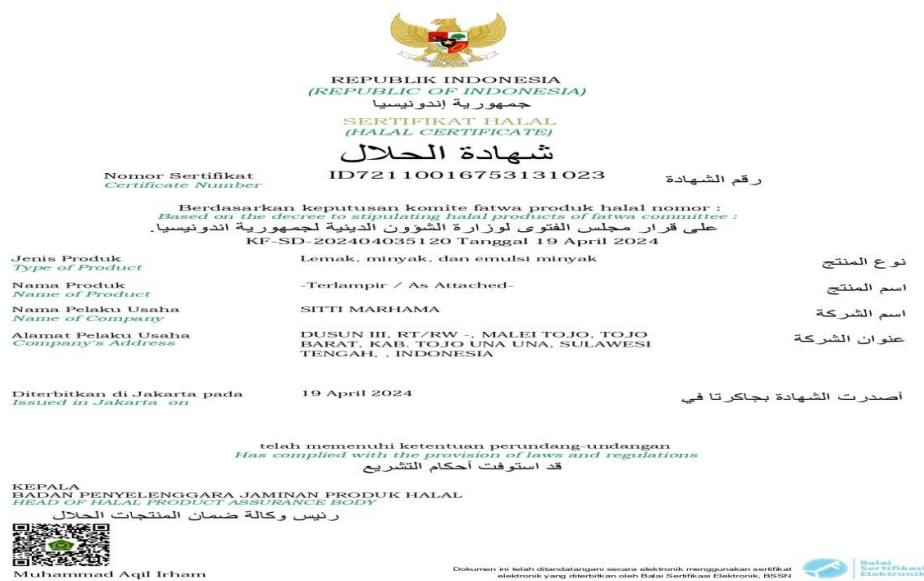 REPUBLIK INDONESIA
(REPUBLIC OF INDONESIA)
جمهورية إندونيسيا
SERTIFIKAT HALAL
(HALAL CERTIFICATE)
شهادة الحلال
Nomor Sertifikat ID72110016753131023 رقم الشهادة
Certificate Number
Berdasarkan keputusan komite fatwa produk halal nomor :
Based on the decree to stipulating halal products of fatwa committee :
على قرار مجلس الفتوى لوزارة الشؤون الدينية لجمهورية اندونيسيا.
KF-SD-202404035120 Tanggal 19 April 2024
Jenis Produk Lemak, minyak, dan emulsi minyak نوع المنتج
Type of Product
Nama Produk -Terlampir / As Attached- اسم المنتج
Name of Product
Nama Pelaku Usaha SITTI MARHAMA اسم الشركة
Name of Company
Alamat Pelaku Usaha DUSUN III, RT/RW -, MALEI TOJO, TOJO عنوان الشركة
Company's Address BARAT, KAB. TOJO UNA UNA, SULAWESI
TENGAH, , INDONESIA
Diterbitkan di Jakarta pada 19 April 2024 أصدرت الشهادة بجاكرتا في
Issued in Jakarta on
telah memenuhi ketentuan perundang-undangan
Has complied with the provision of laws and regulations
قد استوفت أحكام التشريع
KEPALA
BADAN PENYELENGGARA JAMINAN PRODUK HALAL
HEAD OF HALAL PRODUCT ASSURANCE BODY
رئيس وكالة ضمان المنتجات الحلال
Muhammad Aqil Irham
Dokumen ini telah ditandatangani secara elektronik menggunakan sertifikat
elektronik yang diterbitkan oleh Balai Sertifikasi Elektronik, BSSN
Balai
Sertifikasi
Elektronik